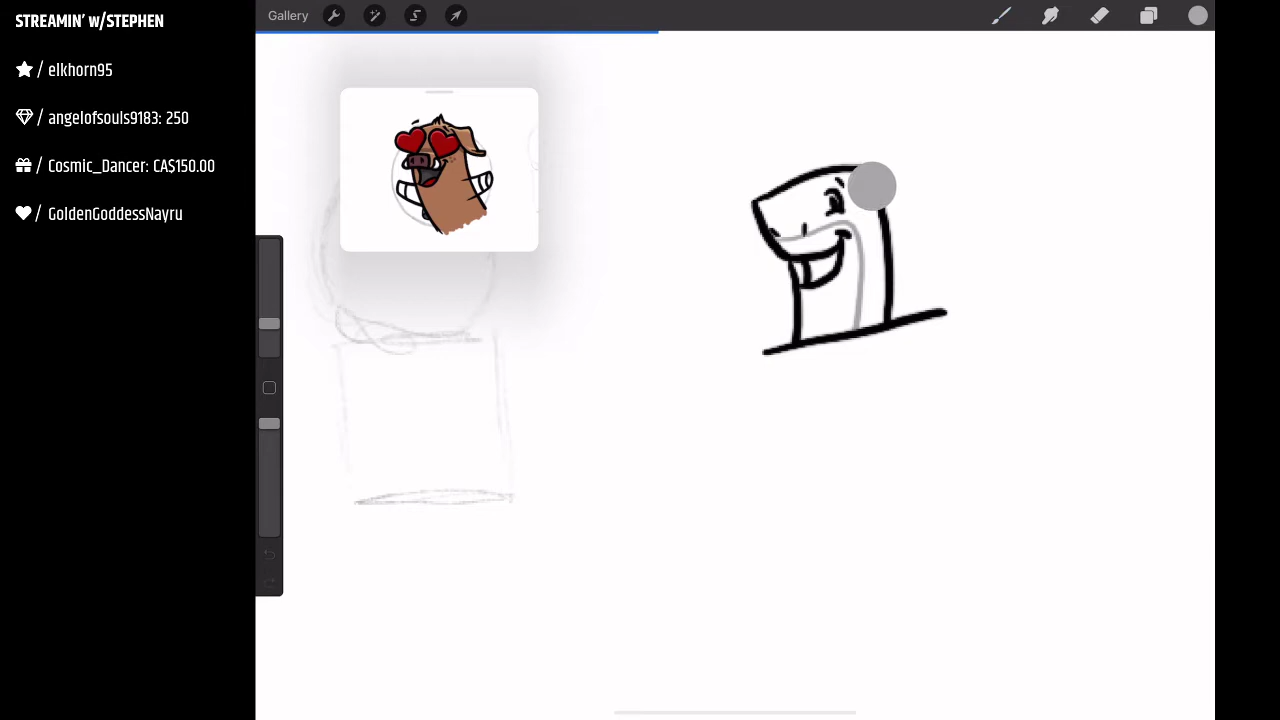 STREAMIN' w/STEPHEN
Gallery
/ elkhorn95
/ angelofsouls9183: 250
/ Cosmic_Dancer: CA$150.00
/ GoldenGoddessNayru